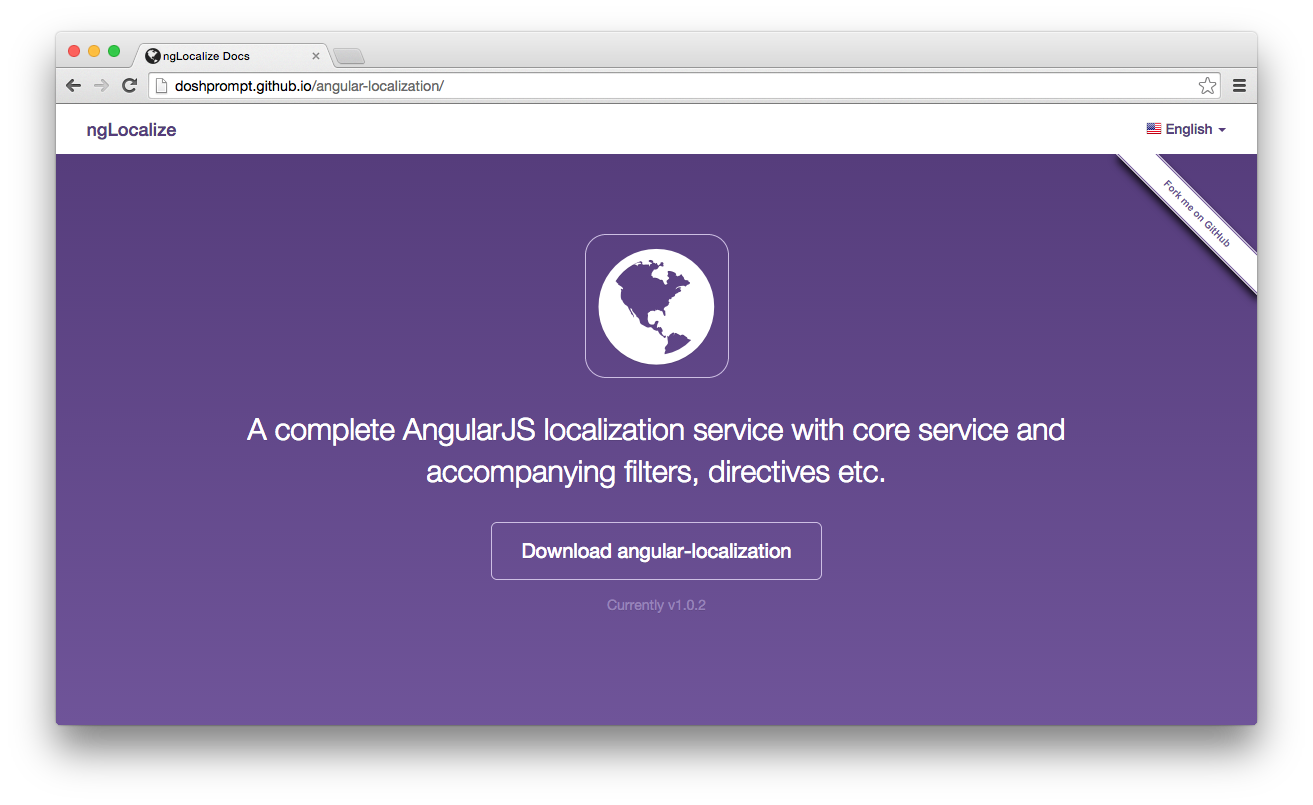 ngLocalize Docs
doshprompt.github.io/angular-localization/
ngLocalize
English
Fork me on GitHub
A complete AngularJS localization service with core service and
accompanying filters, directives etc.
Download angular-localization
Currently v1.0.2